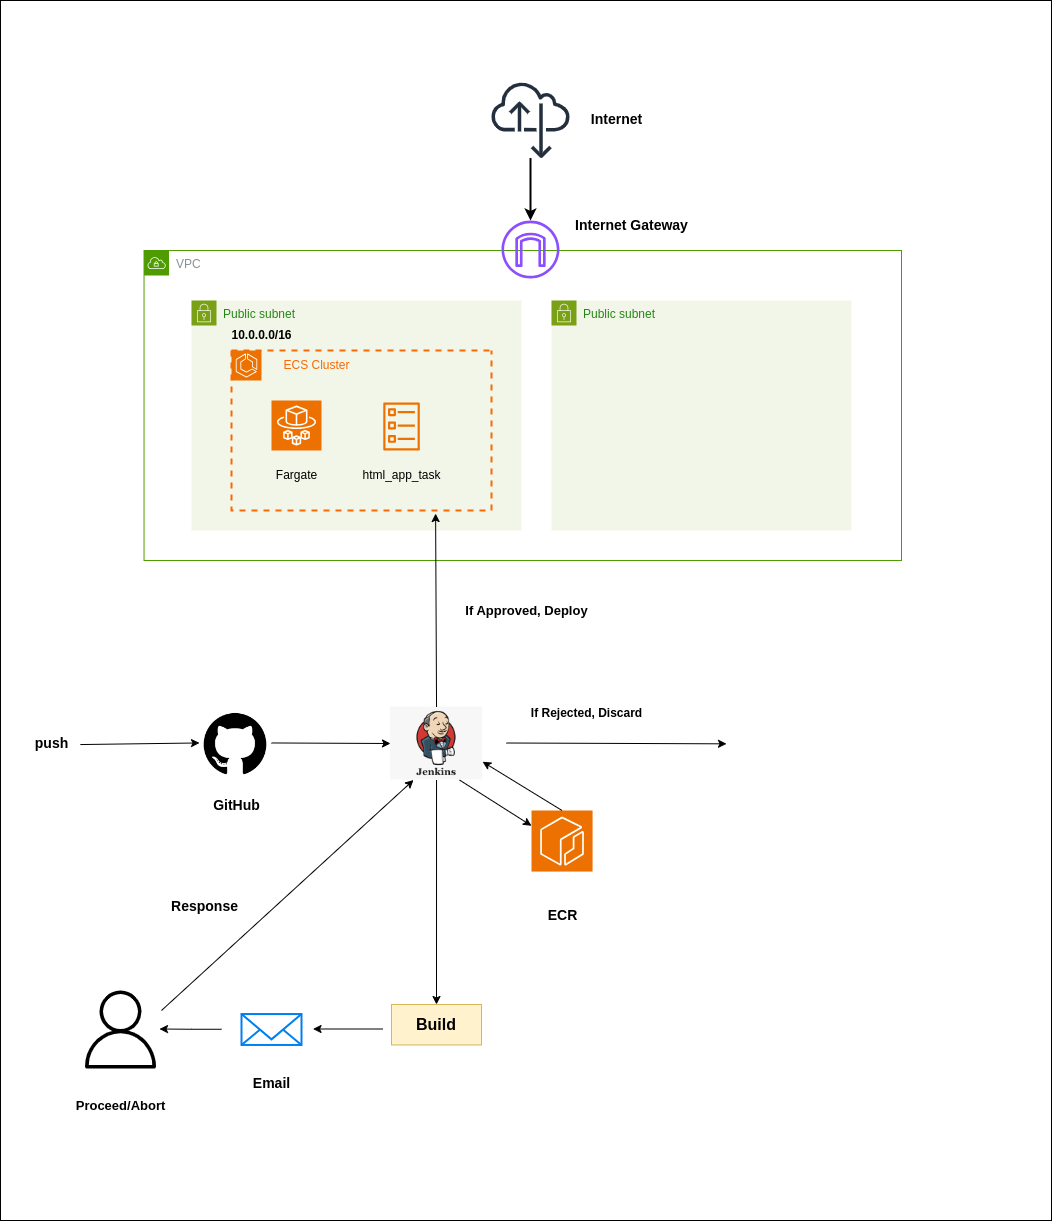 Internet
Internet Gateway
VPC
Public subnet
10.0.0.0/16
ECS Cluster
Fargate
html_app_task
Public subnet
If Approved, Deploy
push
GitHub
Jenkins
If Rejected, Discard
ECR
Response
Build
Email
Proceed/Abort